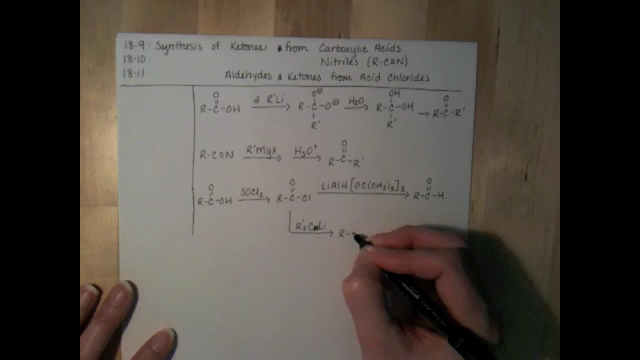 18-9: Synthesis of Ketones from Carboxylic Acids
18-10: Nitriles (R-C≡N)
18-11: Aldehydes & Ketones from Acid Chlorides
O OH O
R-C-OH 2 R'Li R-C-O⊖ H2O R-C-OH → R-C-R'
R' R'
R-C≡N R'MgX H3O+ O
R-C-R'
O O O
R-C-OH SOCl2 R-C-Cl LiAlH[OC(CH3)3]3 R-C-H
R'2CuLi R-